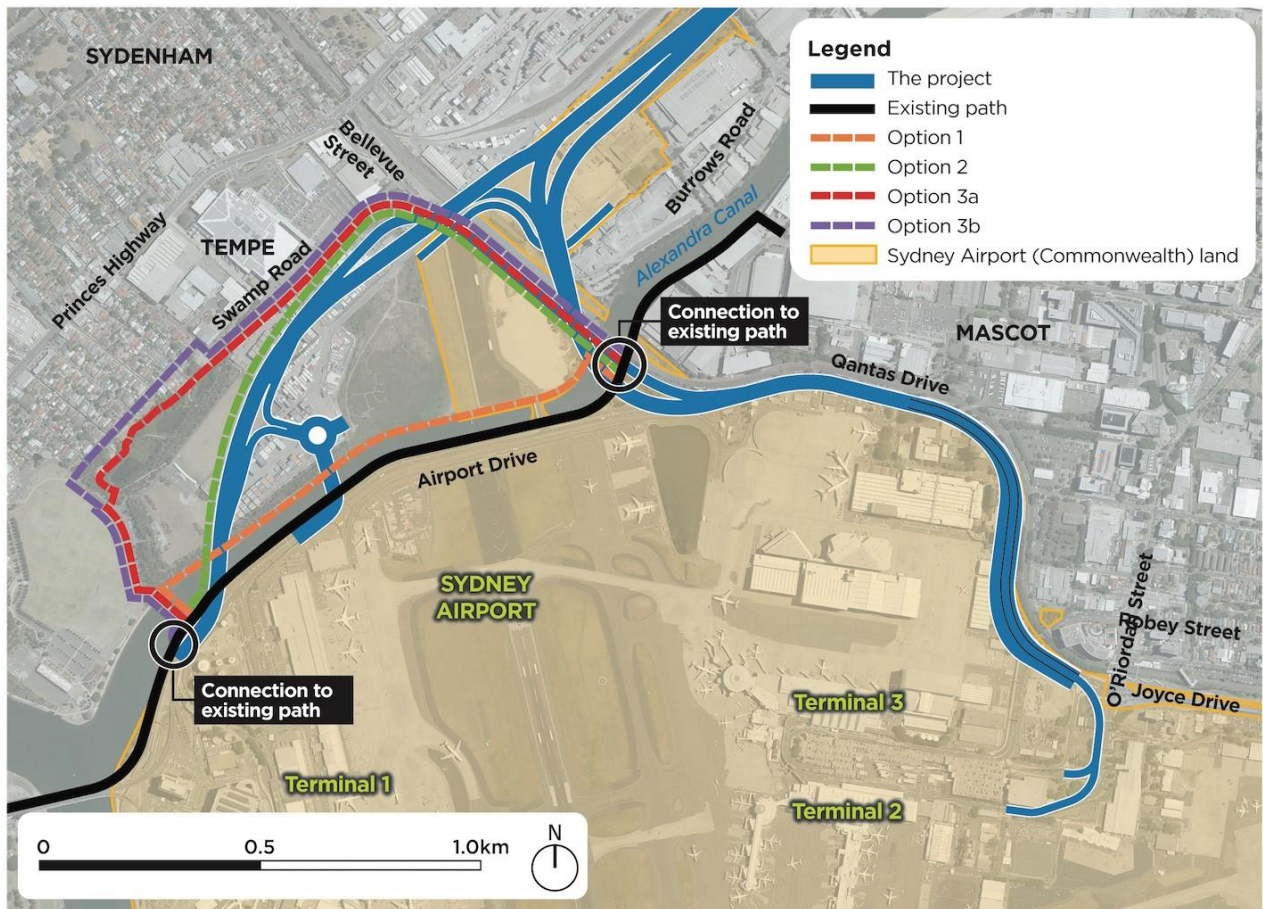 SYDENHAM
Bellevue
Street
Princes Highway
TEMPE
Swamp Road
Burrows Road
Alexandra Canal
Legend
The project
Existing path
Option 1
Option 2
Option 3a
Option 3b
Sydney Airport (Commonwealth) land
Connection to
existing path
MASCOT
Qantas Drive
Airport Drive
SYDNEY
AIRPORT
O'Riordan Street
Robey Street
Joyce Drive
Connection to
existing path
Terminal 3
Terminal 1
Terminal 2
0 0.5 1.0km
N